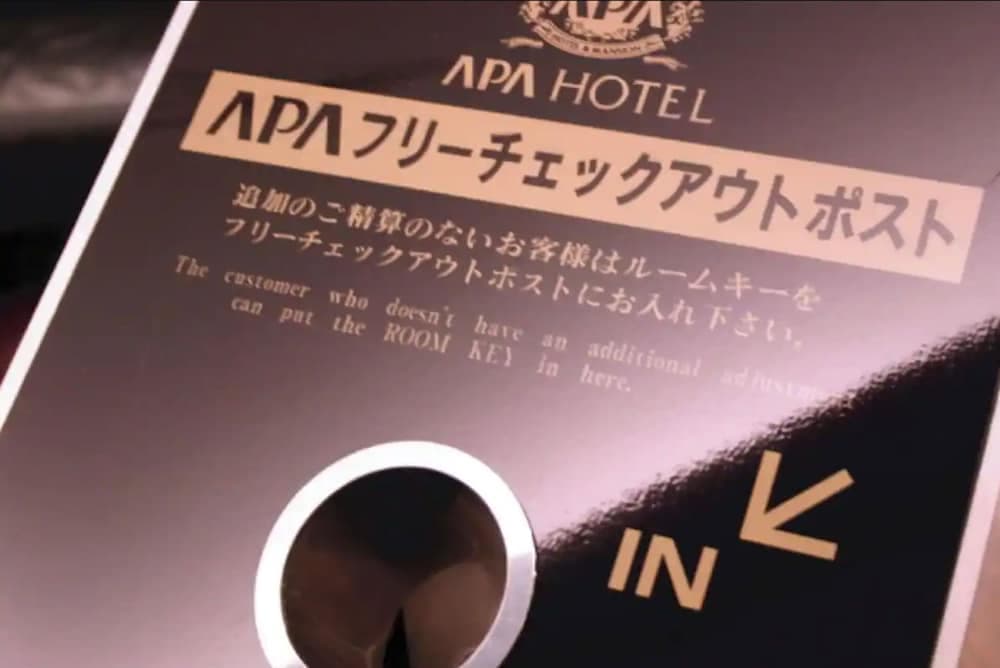 APA
HOTEL & MANSION
APA HOTEL
APAフリーチェックアウトポスト
追加のご精算のないお客様はルームキーを
フリーチェックアウトポストにお入れ下さい。
The customer who doesn't have an additional
can put the ROOM KEY in here.
IN